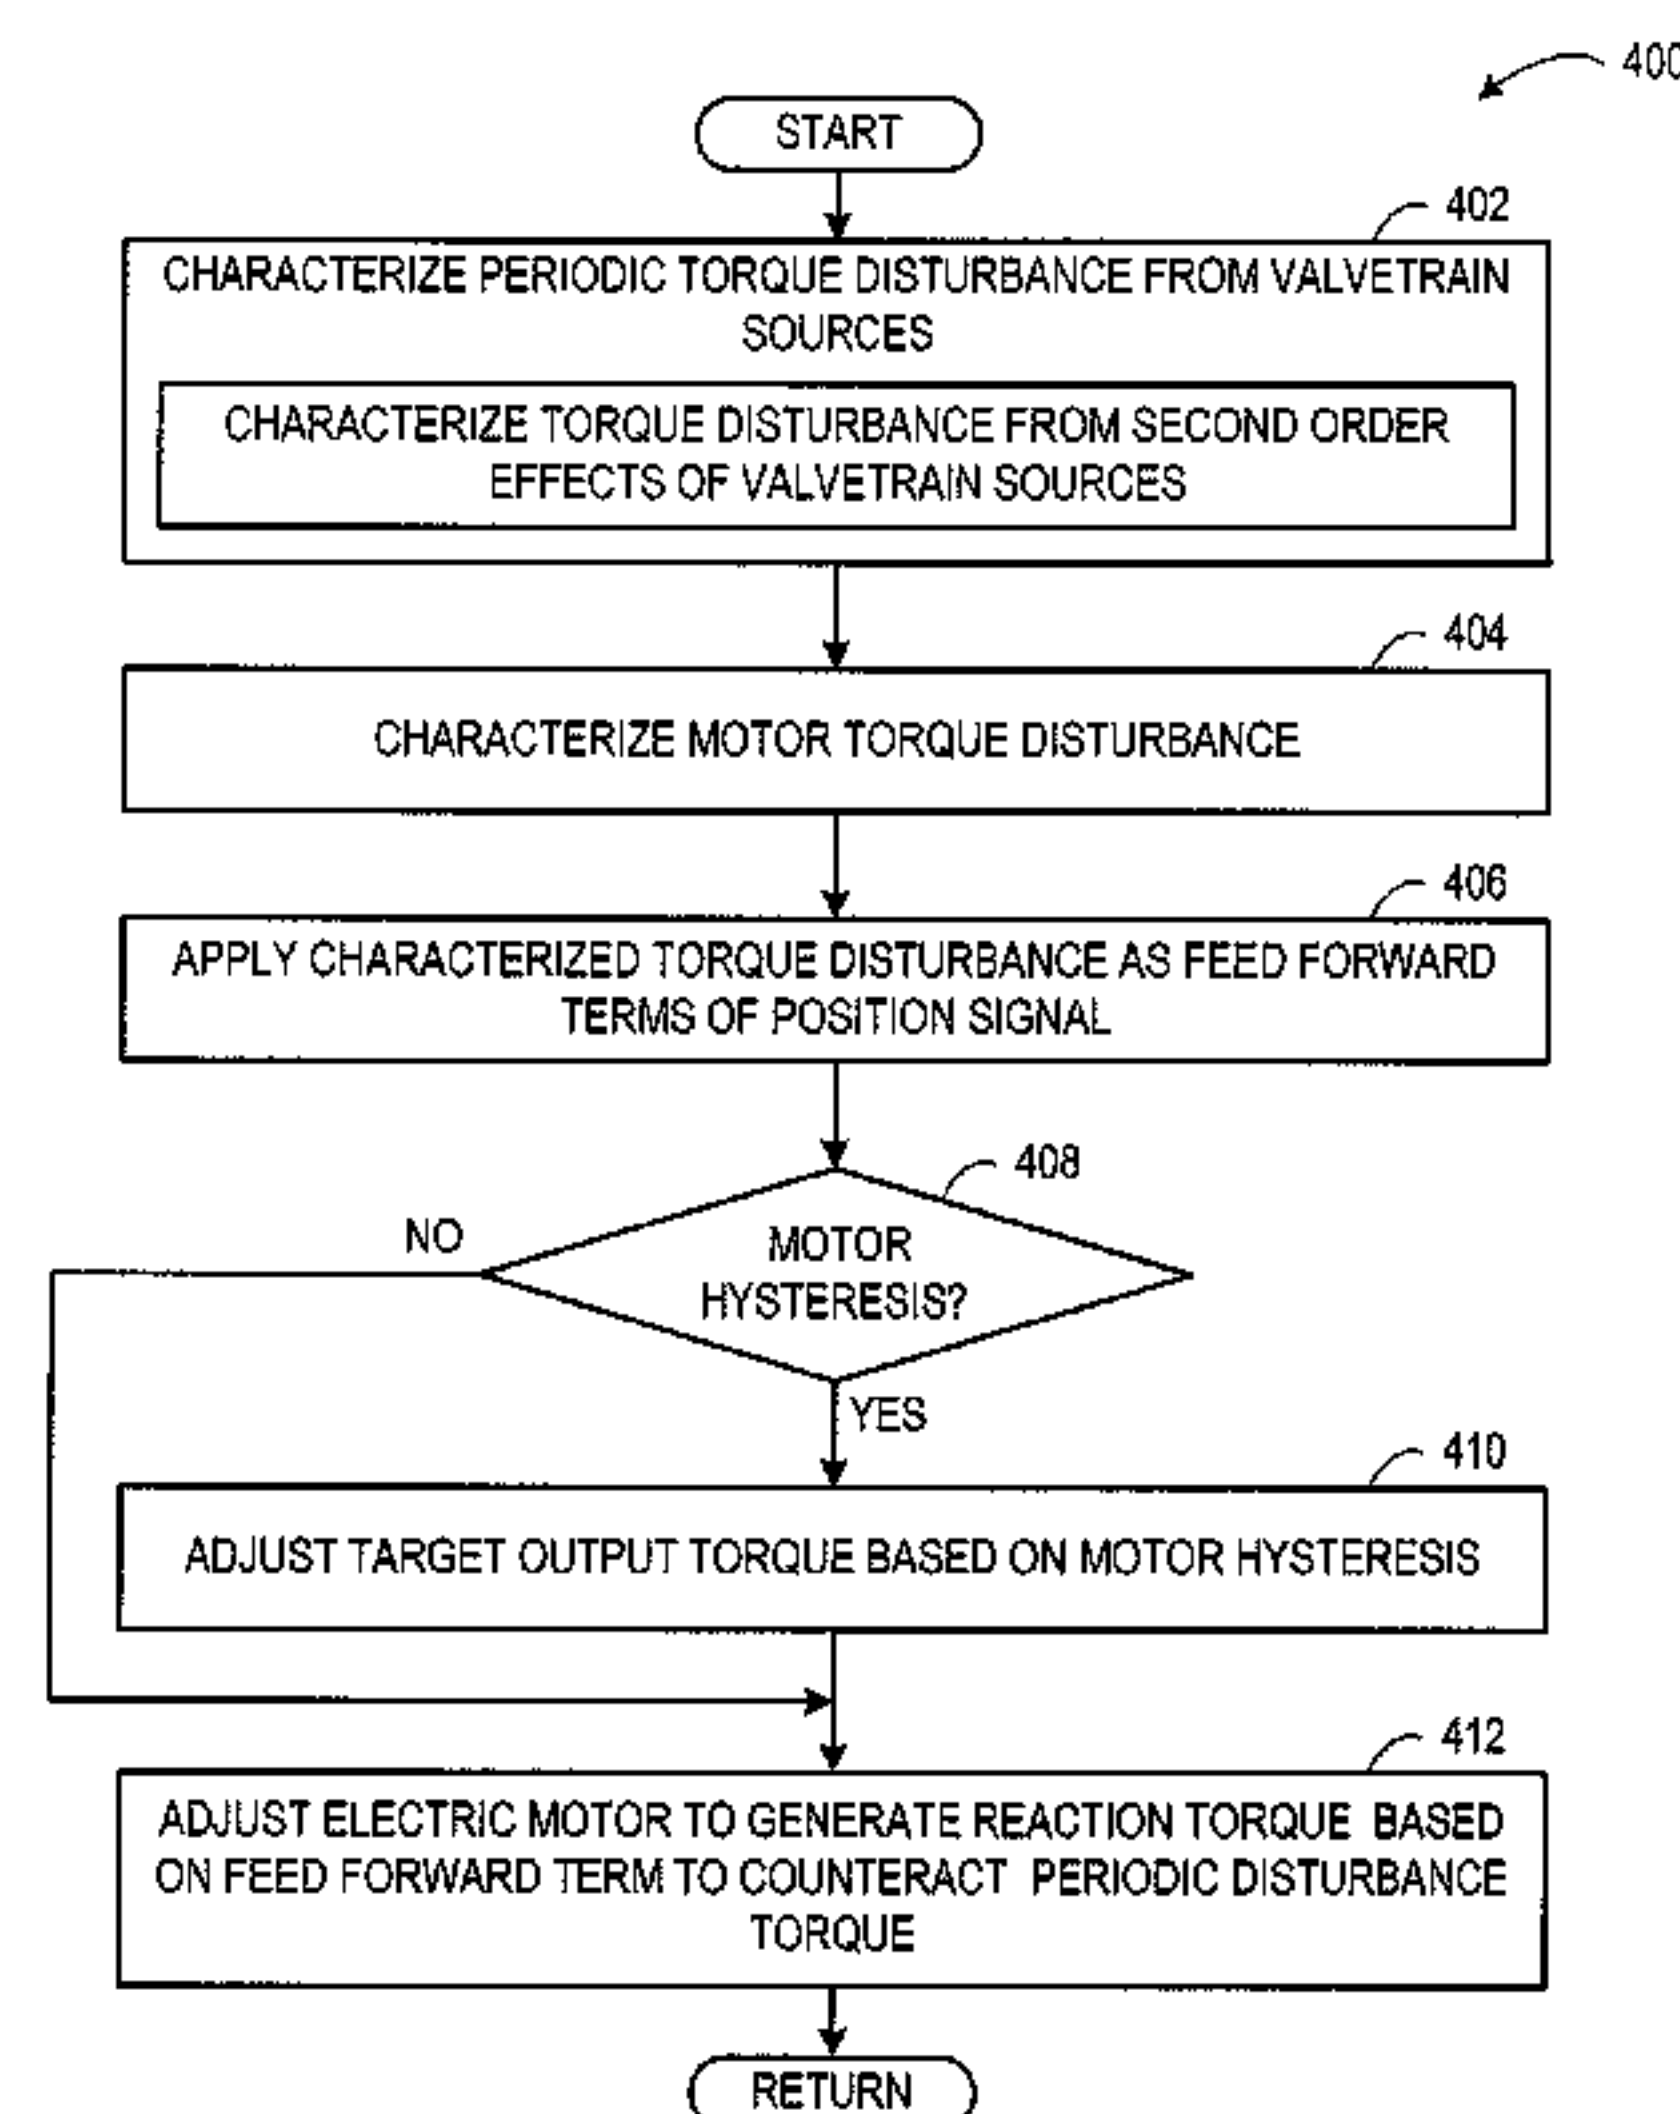 400
START
402
CHARACTERIZE PERIODIC TORQUE DISTURBANCE FROM VALVETRAIN
SOURCES
CHARACTERIZE TORQUE DISTURBANCE FROM SECOND ORDER
EFFECTS OF VALVETRAIN SOURCES
404
CHARACTERIZE MOTOR TORQUE DISTURBANCE
406
APPLY CHARACTERIZED TORQUE DISTURBANCE AS FEED FORWARD
TERMS OF POSITION SIGNAL
408
NO
MOTOR
HYSTERESIS?
YES
410
ADJUST TARGET OUTPUT TORQUE BASED ON MOTOR HYSTERESIS
412
ADJUST ELECTRIC MOTOR TO GENERATE REACTION TORQUE BASED
ON FEED FORWARD TERM TO COUNTERACT PERIODIC DISTURBANCE
TORQUE
RETURN